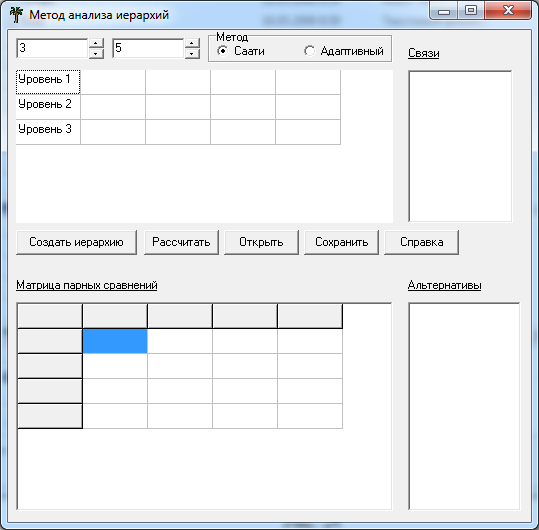 Метод анализа иерархий
3
5
Метод
Саати
Адаптивный
Связи
Уровень 1
Уровень 2
Уровень 3
Создать иерархию
Рассчитать
Открыть
Сохранить
Справка
Матрица парных сравнений
Альтернативы